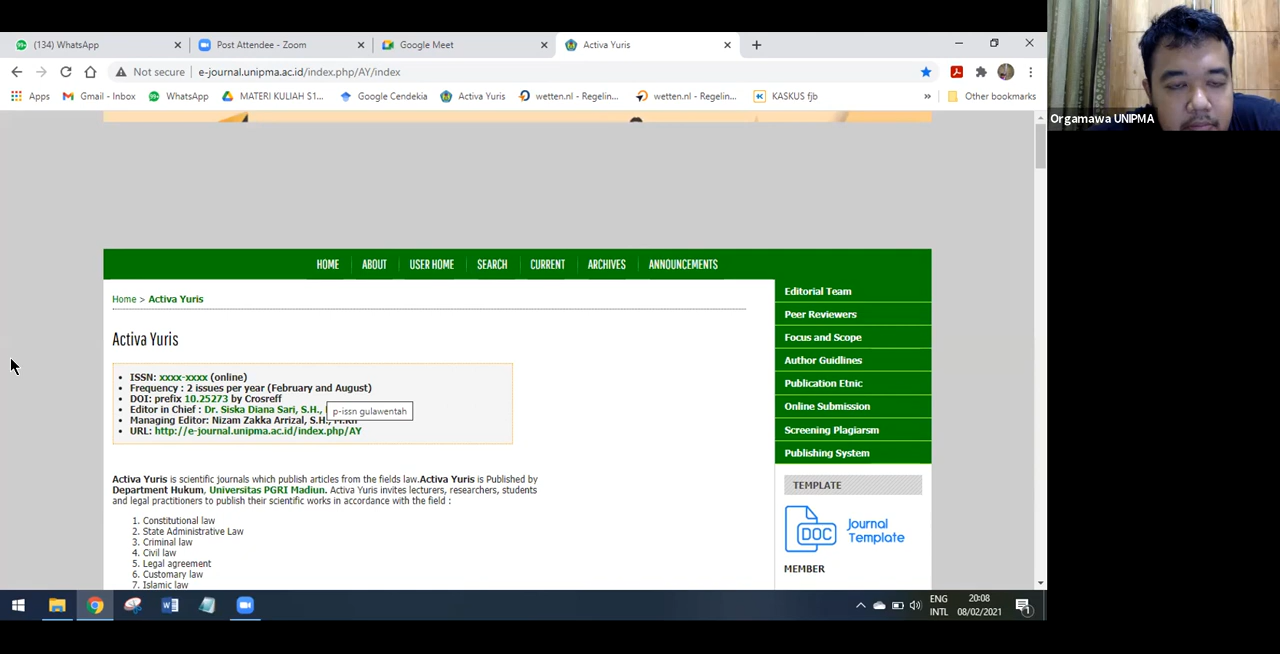 (134) WhatsApp
Post Attendee - Zoom
Google Meet
Activa Yuris
Not secure
e-journal.unipma.ac.id/index.php/AY/index
Apps
Gmail - Inbox
WhatsApp
MATERI KULIAH S1...
Google Cendekia
Activa Yuris
wetten.nl - Regelin...
wetten.nl - Regelin...
KASKUS fjb
Other bookmarks
Orgamawa UNIPMA
HOME
ABOUT
USER HOME
SEARCH
CURRENT
ARCHIVES
ANNOUNCEMENTS
Home > Activa Yuris
Activa Yuris
ISSN: xxxx-xxxx (online)
Frequency : 2 issues per year (February and August)
DOI: prefix 10.25273 by Crosreff
Editor in Chief : Dr. Siska Diana Sari, S.H.,
p-issn gulawentah
Managing Editor: Nizam Zakka Arrizal, S.H.,
URL: http://e-journal.unipma.ac.id/index.php/AY
Activa Yuris is scientific journals which publish articles from the fields law.Activa Yuris is Published by
Department Hukum, Universitas PGRI Madiun. Activa Yuris invites lecturers, researchers, students
and legal practitioners to publish their scientific works in accordance with the field :
1. Constitutional law
2. State Administrative Law
3. Criminal law
4. Civil law
5. Legal agreement
6. Customary law
7. Islamic law
Editorial Team
Peer Reviewers
Focus and Scope
Author Guidlines
Publication Etnic
Online Submission
Screening Plagiarsm
Publishing System
TEMPLATE
DOC
Journal
Template
MEMBER
ENG
INTL
20:08
08/02/2021
1